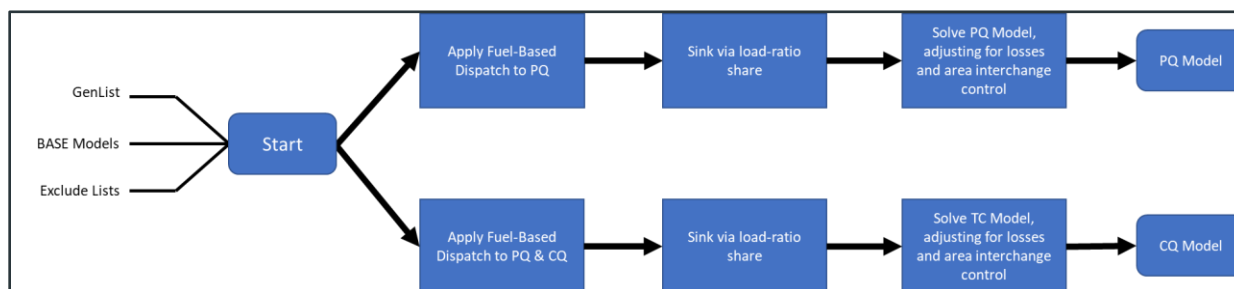 GenList
BASE Models
Exclude Lists
Start
Apply Fuel-Based
Dispatch to PQ
Sink via load-ratio
share
Solve PQ Model,
adjusting for losses
and area interchange
control
PQ Model
Apply Fuel-Based
Dispatch to PQ & CQ
Sink via load-ratio
share
Solve TC Model,
adjusting for losses
and area interchange
control
CQ Model